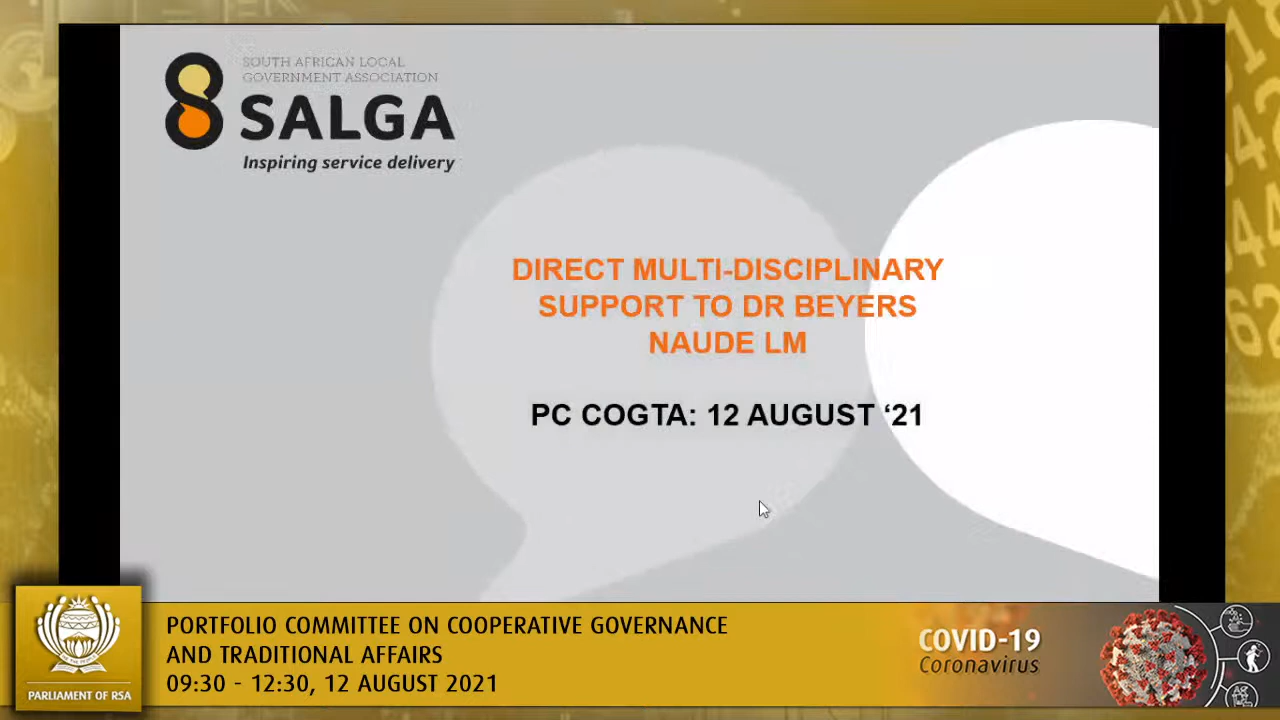 SOUTH AFRICAN LOCAL
GOVERNMENT ASSOCIATION
SALGA
Inspiring service delivery
DIRECT MULTI-DISCIPLINARY
SUPPORT TO DR BEYERS
NAUDE LM
PC COGTA: 12 AUGUST ‘21
PARLIAMENT OF RSA
PORTFOLIO COMMITTEE ON COOPERATIVE GOVERNANCE
AND TRADITIONAL AFFAIRS
09:30 - 12:30, 12 AUGUST 2021
COVID-19
Coronavirus